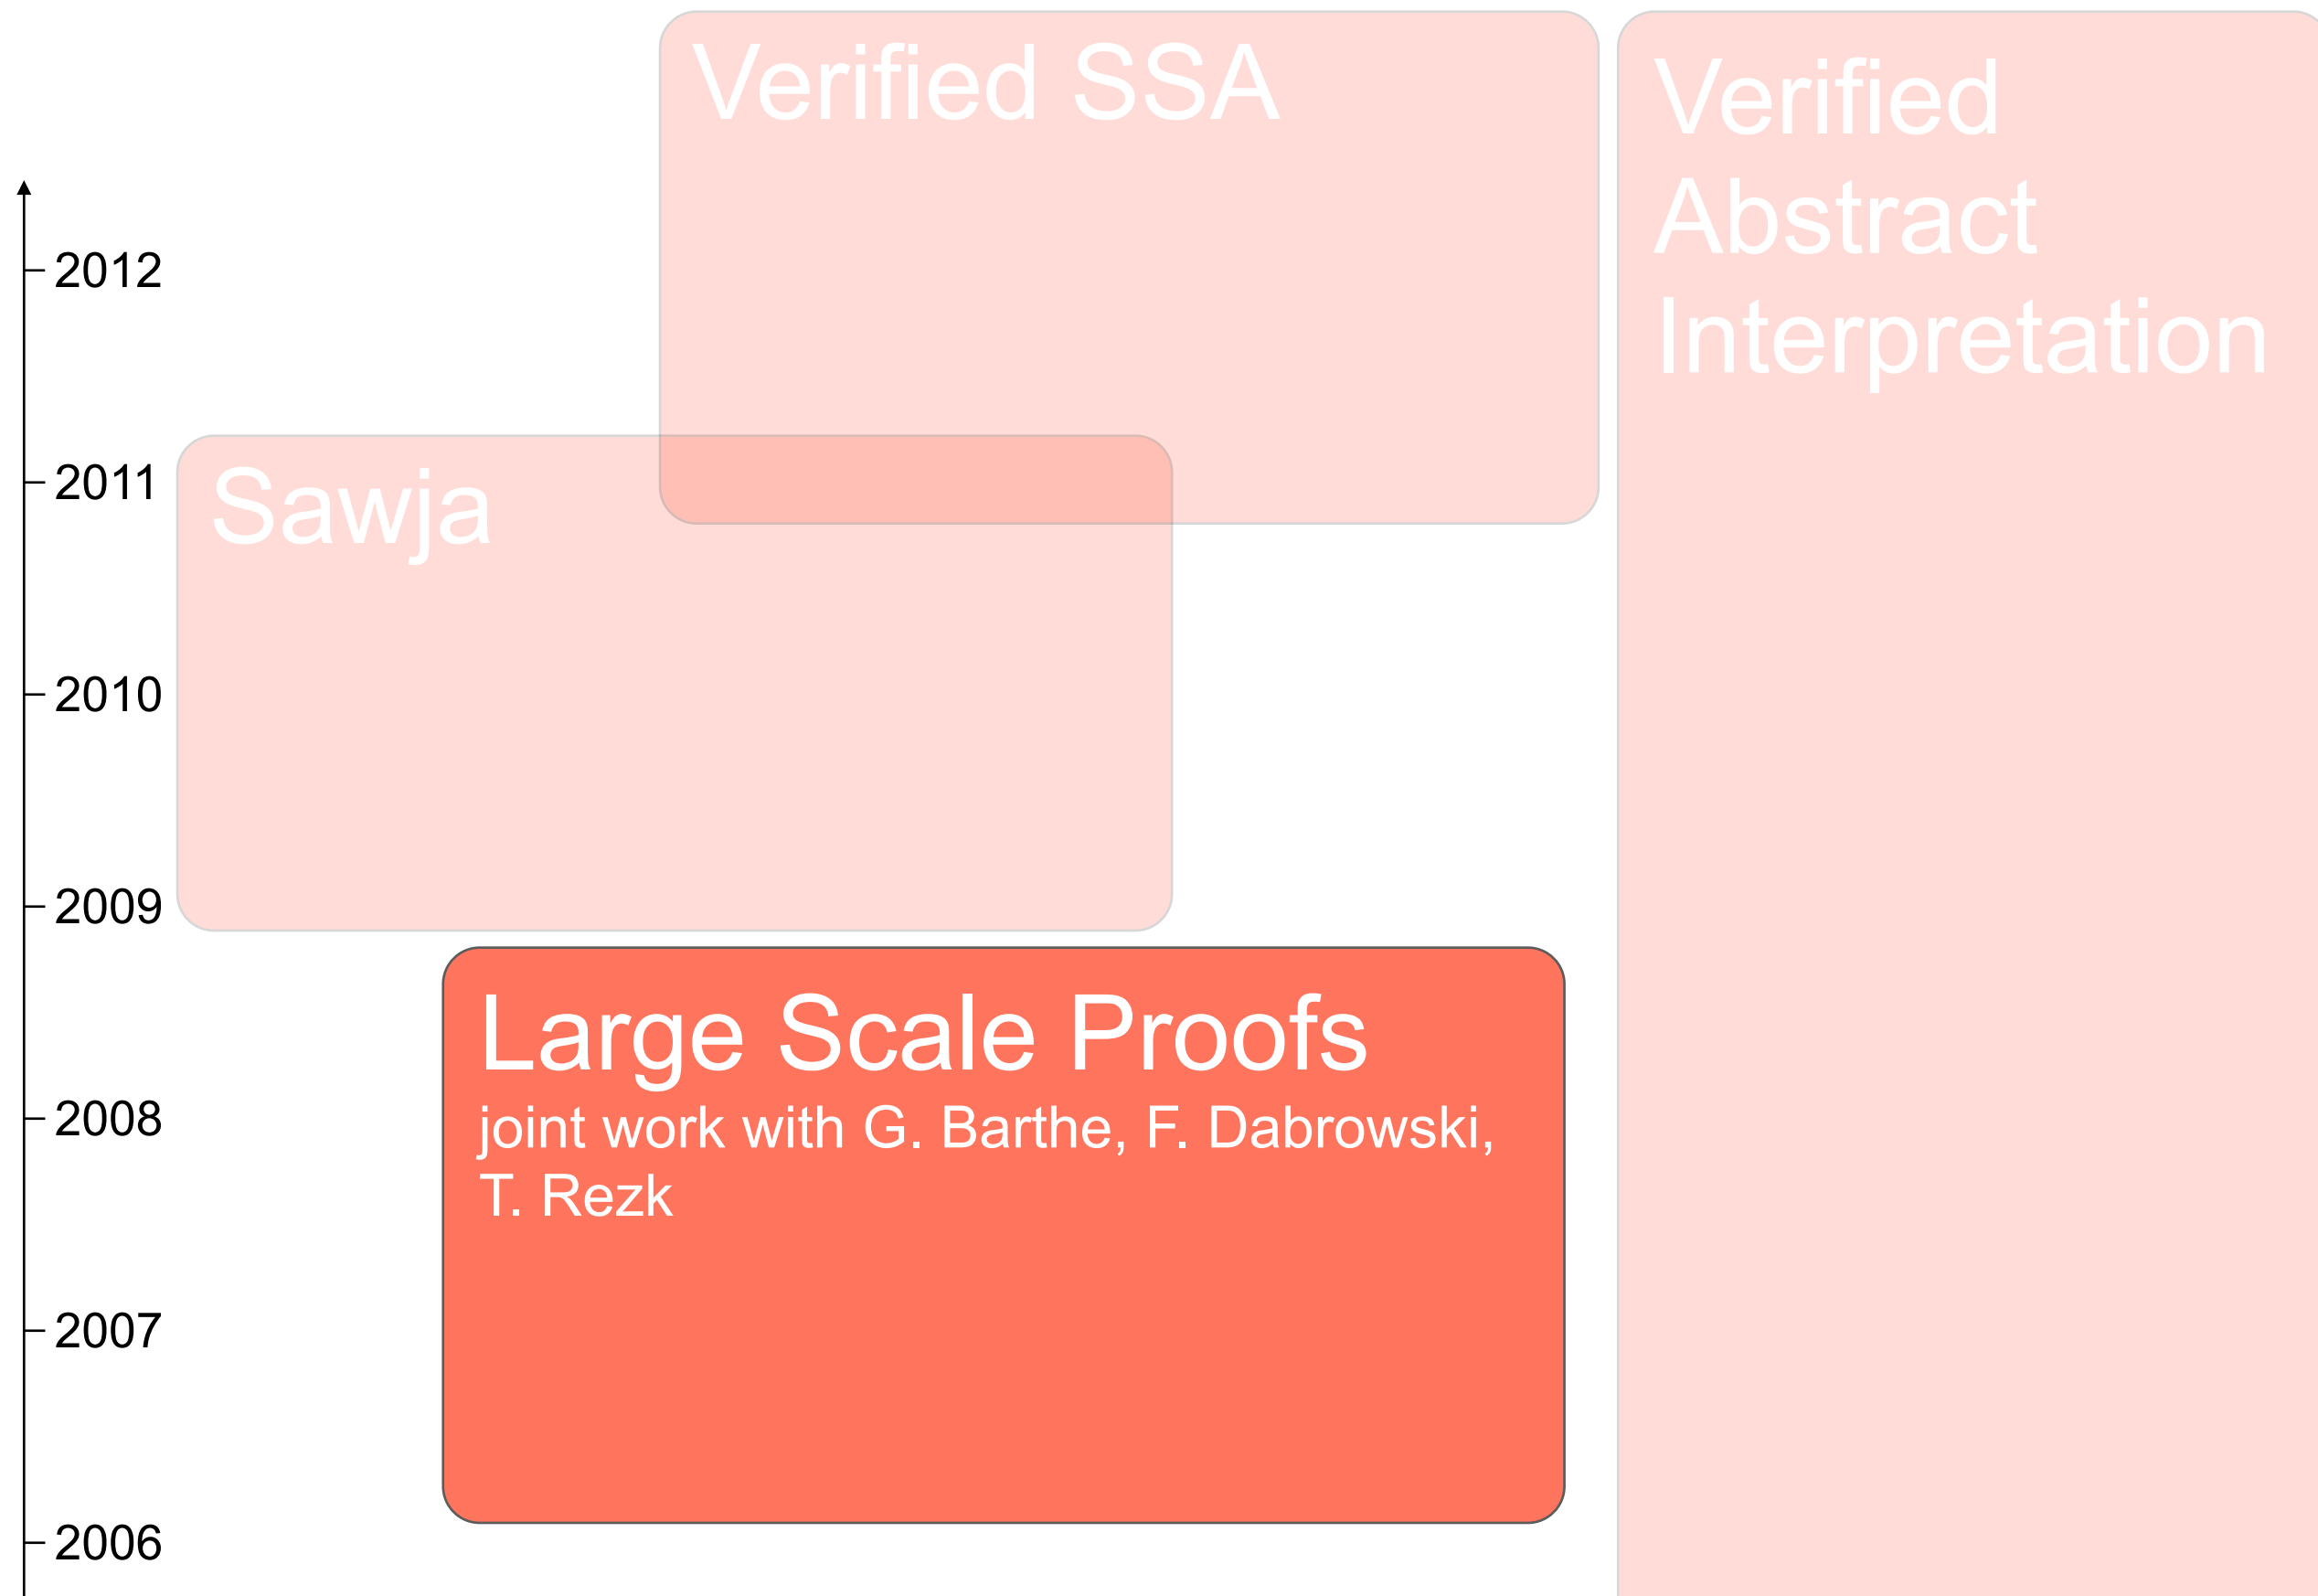 Verified SSA
Verified
Abstract
Interpretation
2012
2011
Sawja
2010
2009
Large Scale Proofs
joint work with G. Barthe, F. Dabrowski,
T. Rezk
2008
2007
2006